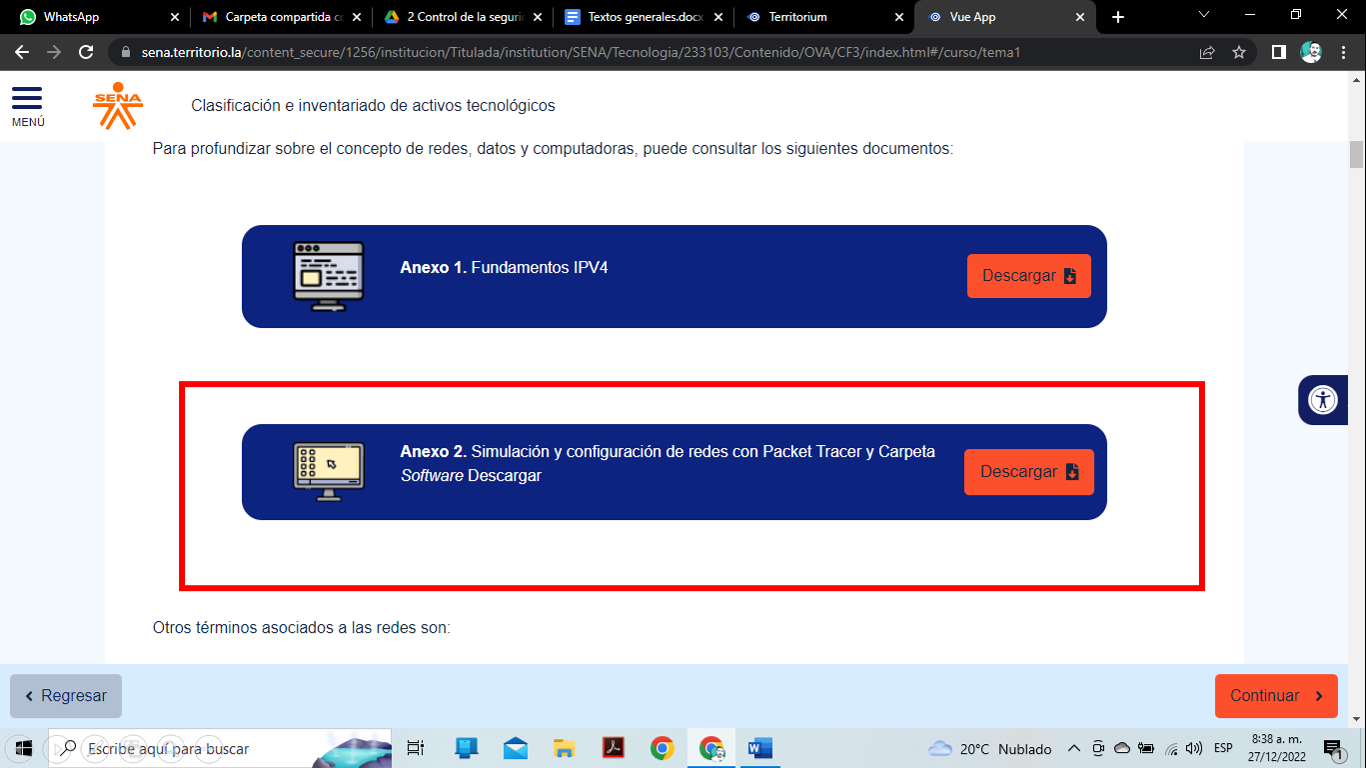 WhatsApp
Carpeta compartida c
2 Control de la seguri
Textos generales.docx
Territorium
Vue App
sena.territorio.la/content_secure/1256/institucion/Titulada/institution/SENA/Tecnologia/233103/Contenido/OVA/CF3/index.html#/curso/tema1
MENÚ
SENA
Clasificación e inventariado de activos tecnológicos
Para profundizar sobre el concepto de redes, datos y computadoras, puede consultar los siguientes documentos:
Anexo 1. Fundamentos IPV4
Descargar
Anexo 2. Simulación y configuración de redes con Packet Tracer y Carpeta
Software Descargar
Descargar
Otros términos asociados a las redes son:
Regresar
Continuar
Escribe aquí para buscar
20°C Nublado
ESP
8:38 a. m.
27/12/2022
1